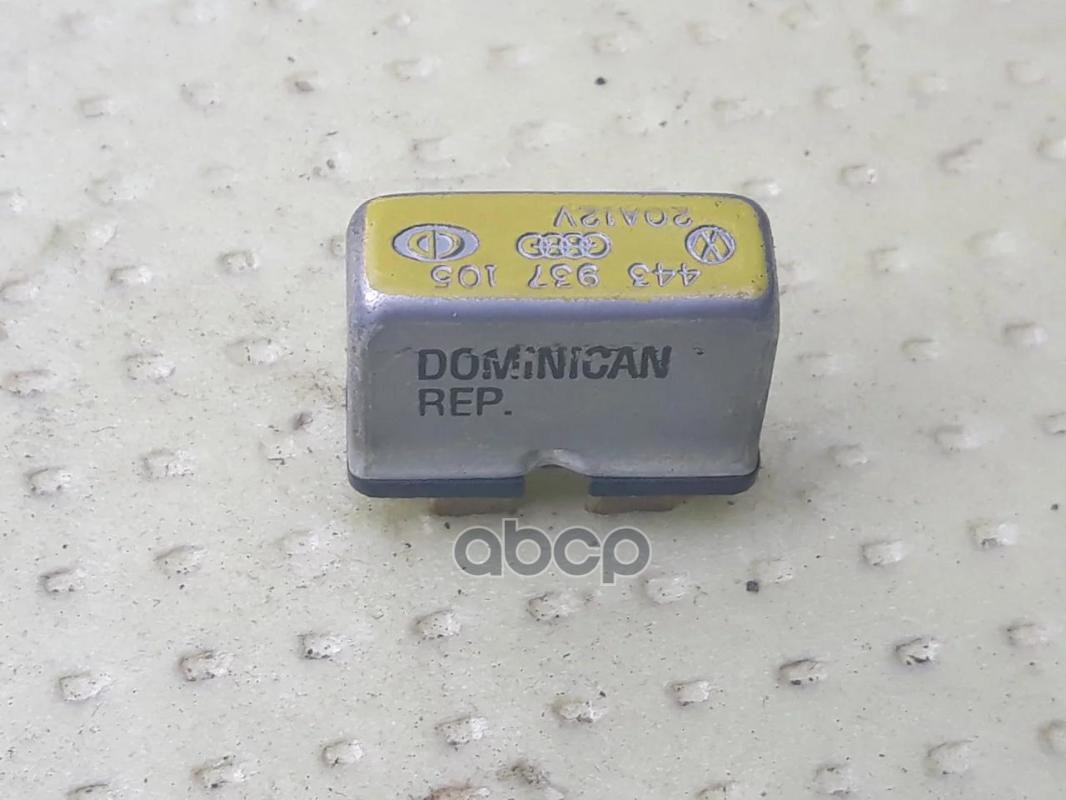 443 937 105
20A12V
DOMINICAN
REP.
abcp